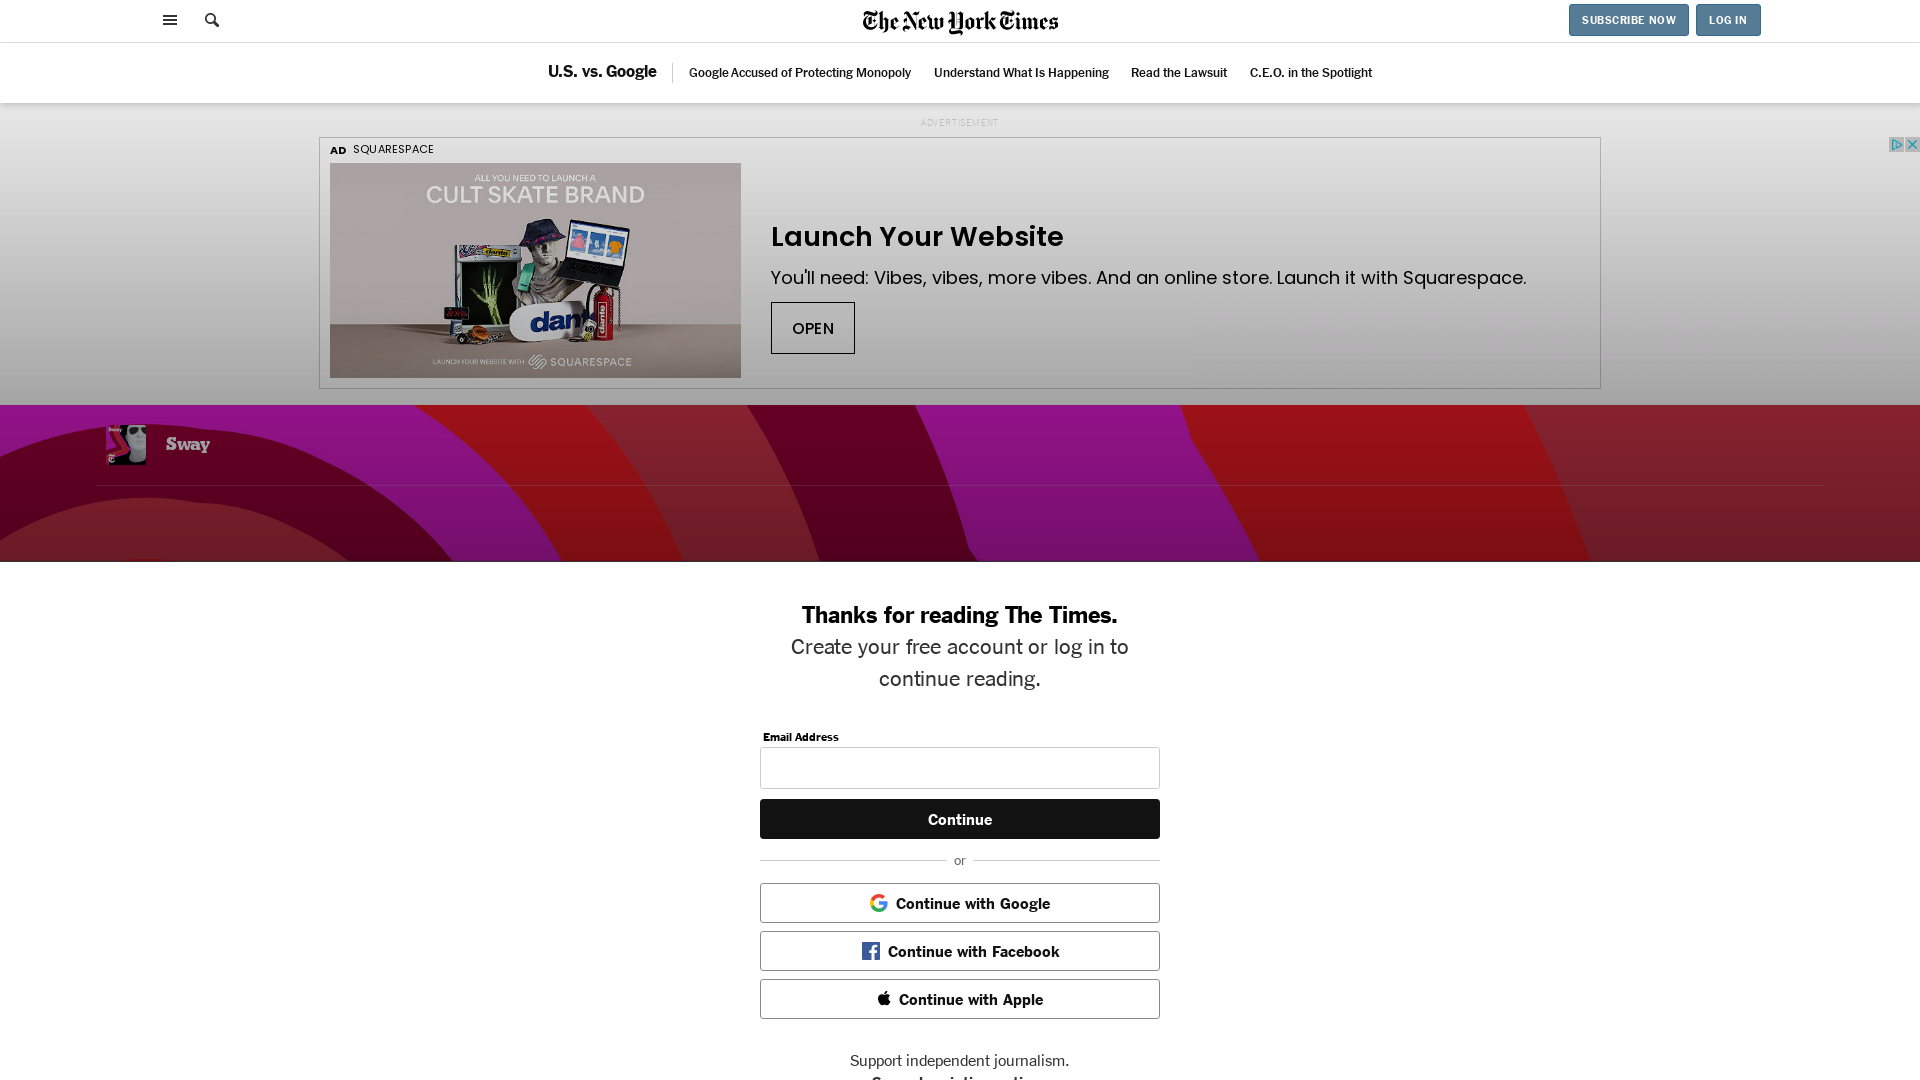 The New York Times
SUBSCRIBE NOW
LOG IN
U.S. vs. Google
Google Accused of Protecting Monopoly
Understand What Is Happening
Read the Lawsuit
C.E.O. in the Spotlight
ADVERTISEMENT
AD SQUARESPACE
ALL YOU NEED TO LAUNCH A
CULT SKATE BRAND
dante
LAUNCH YOUR WEBSITE WITH SQUARESPACE
Launch Your Website
You'll need: Vibes, vibes, more vibes. And an online store. Launch it with Squarespace.
OPEN
Sway
Thanks for reading The Times.
Create your free account or log in to
continue reading.
Email Address
Continue
or
Continue with Google
Continue with Facebook
Continue with Apple
Support independent journalism.